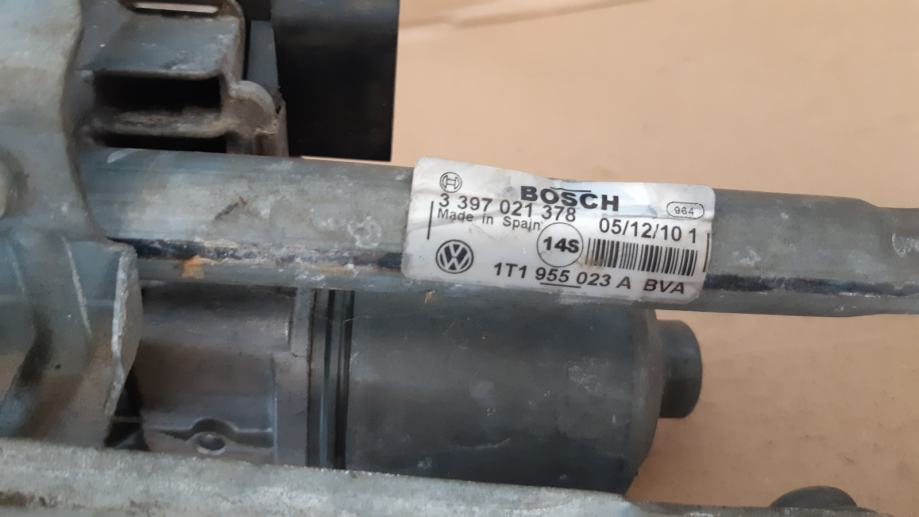 BOSCH
3 397 021 378
964
Made in Spain
05/12/10 1
14S
1T1 955 023 A BVA